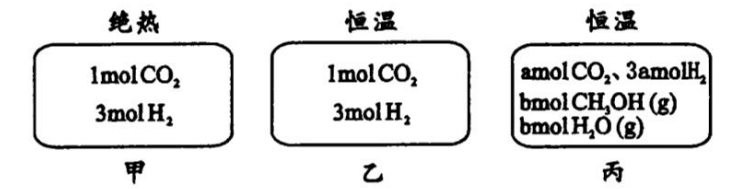 绝热 恒温 恒温
1molCO₂ 1molCO₂ amolCO₂、3amolH₂
3molH₂ 3molH₂ bmolCH₃OH(g)
bmolH₂O(g)
甲 乙 丙